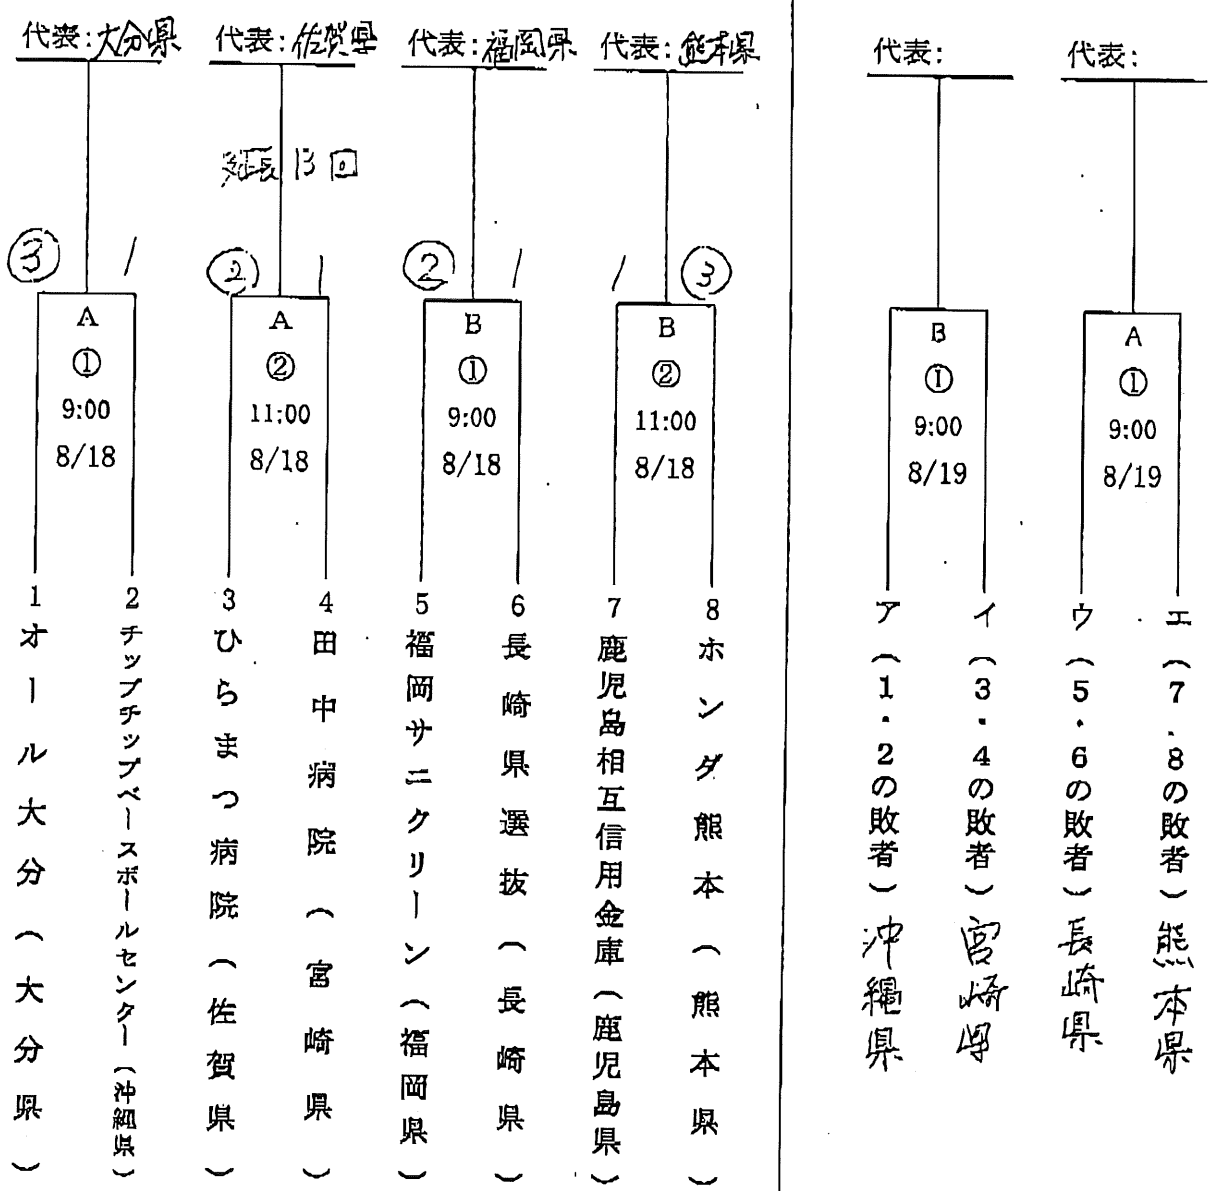 代表:大分県
代表:佐賀県
代表:福岡県
代表:熊本県
代表:
代表:
延長13回
③
1
②
1
②
1
1
③
A
①
9:00
8/18
A
②
11:00
8/18
B
①
9:00
8/18
B
②
11:00
8/18
B
①
9:00
8/19
A
①
9:00
8/19
1 オール大分(大分県)
2 チップチップベースボールセンター(沖縄県)
3 ひらまつ病院(佐賀県)
4 田中病院(宮崎県)
5 福岡サニクリーン(福岡県)
6 長崎県選抜(長崎県)
7 鹿児島相互信用金庫(鹿児島県)
8 ホンダ熊本(熊本県)
ア(1・2の敗者)沖縄県
イ(3・4の敗者)宮崎県
ウ(5・6の敗者)長崎県
エ(7・8の敗者)熊本県